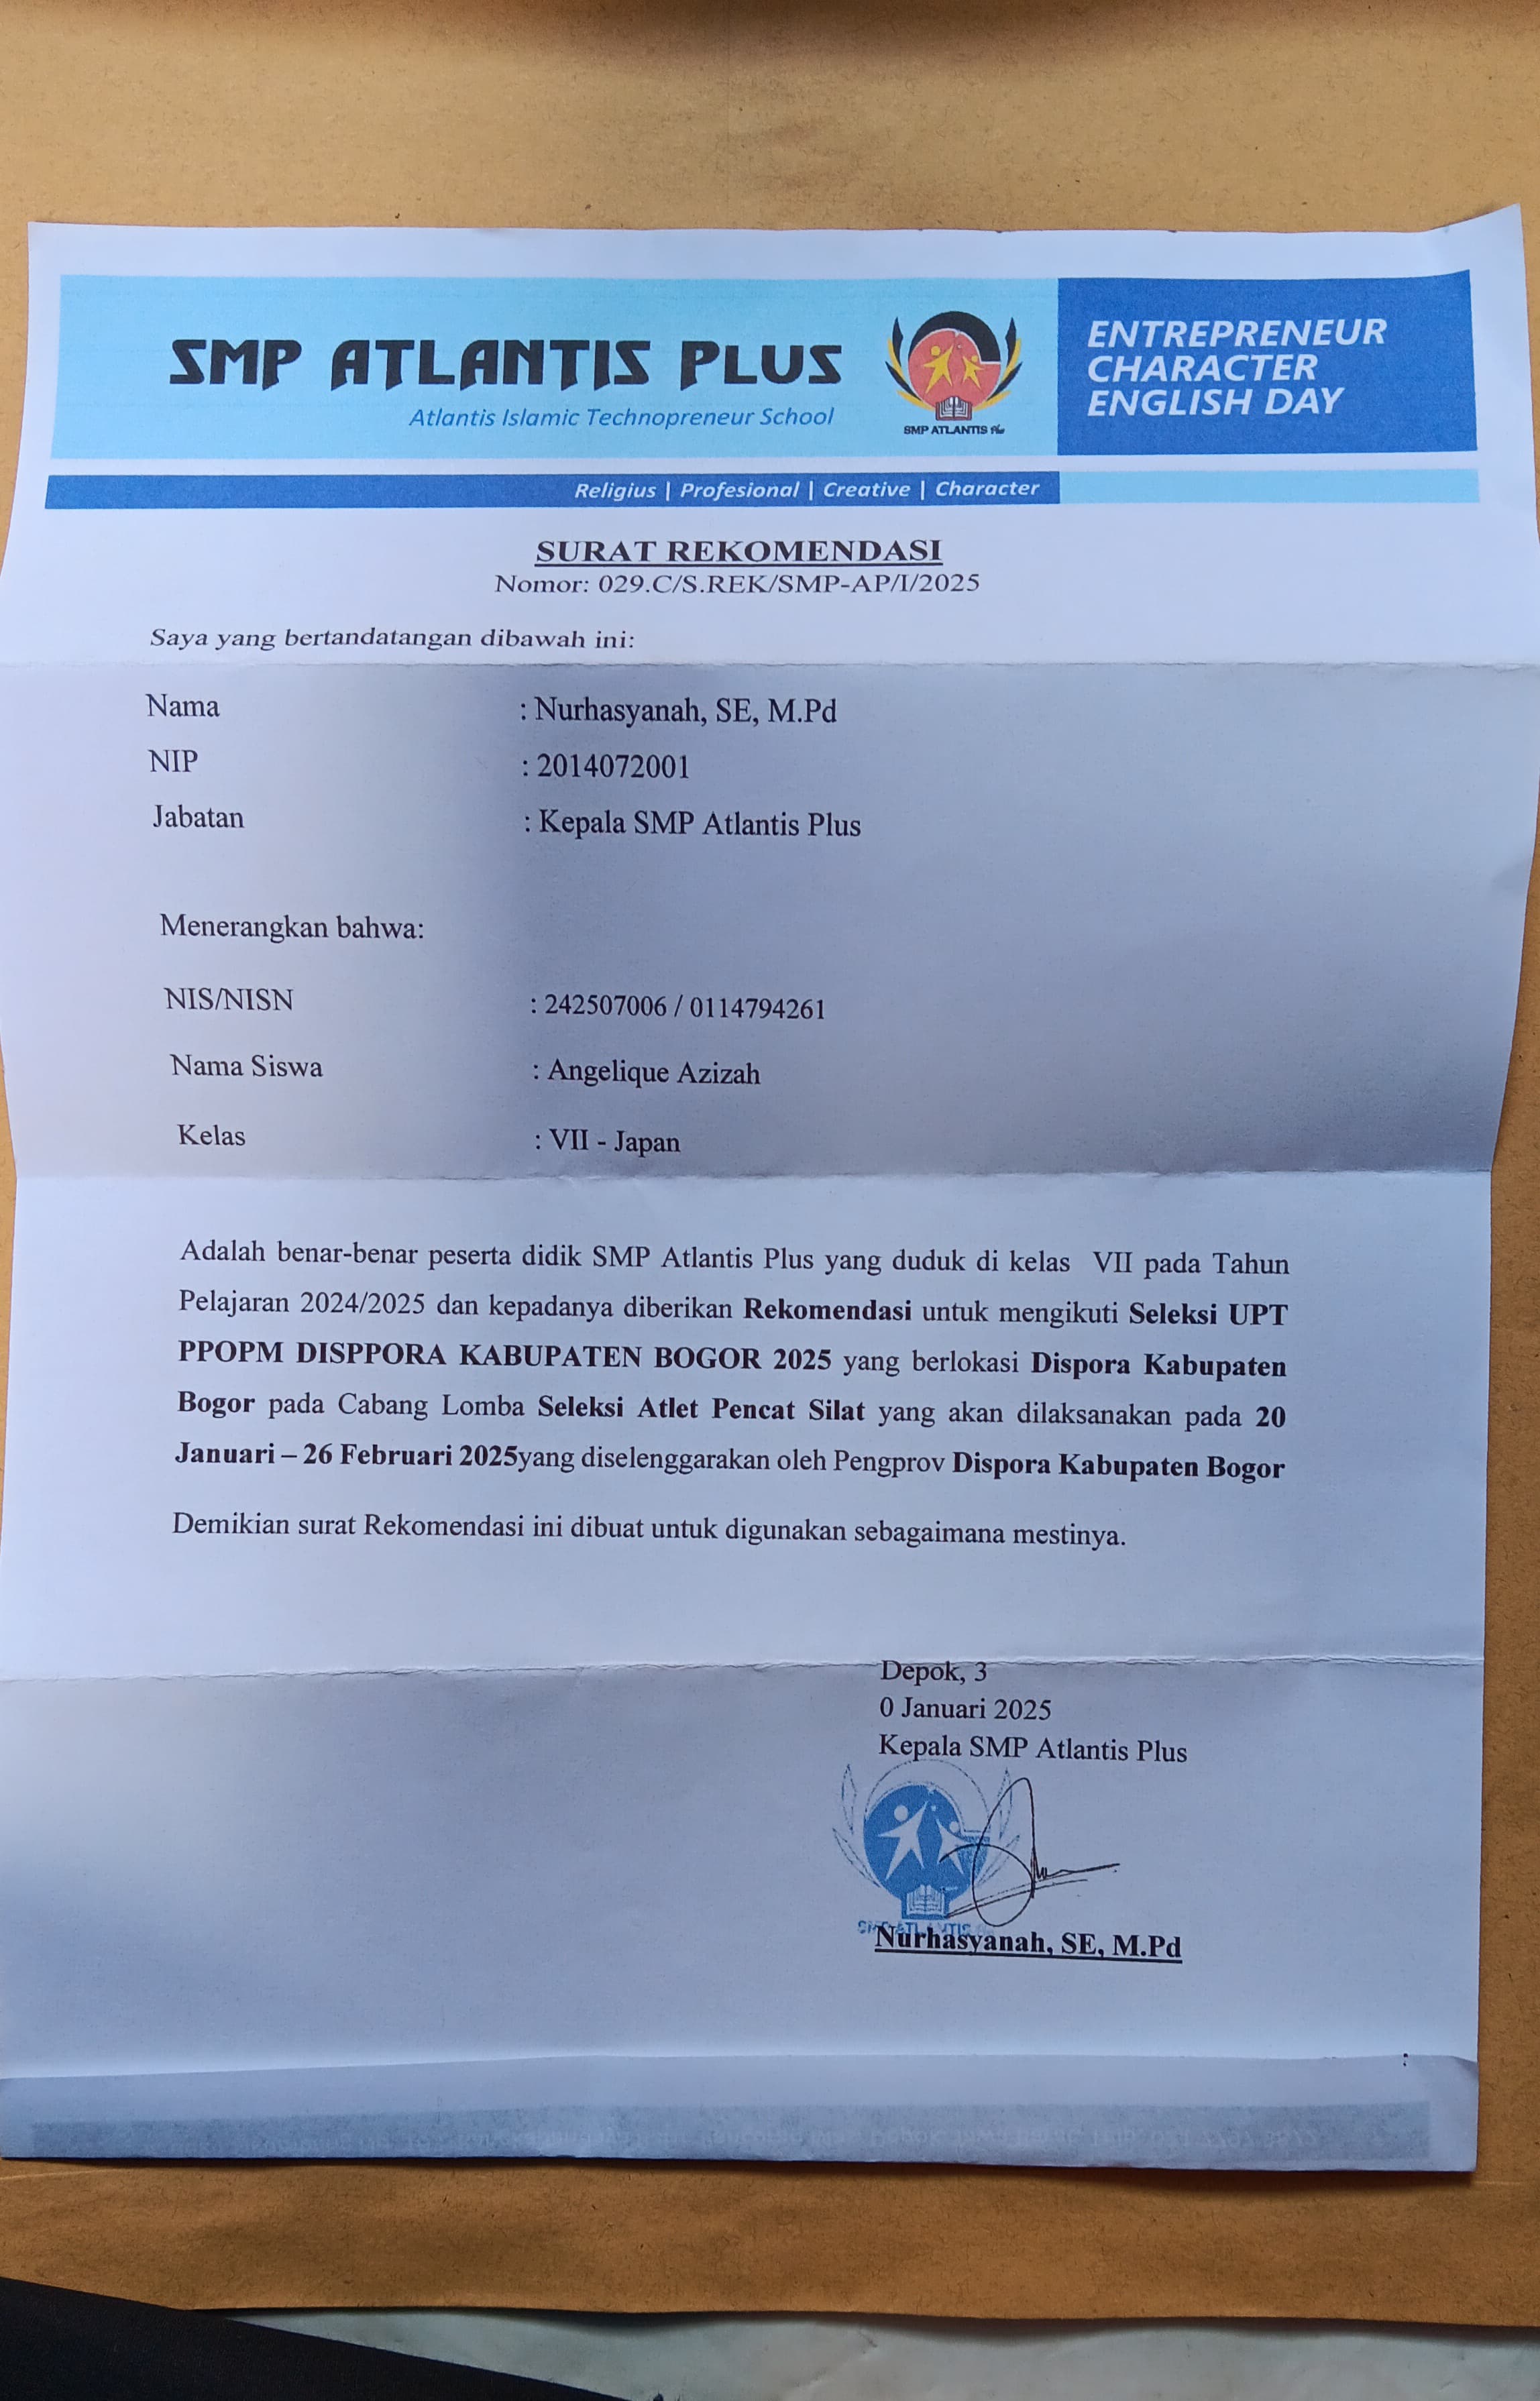 SMP ATLANTIS PLUS
Atlantis Islamic Technopreneur School
SMP ATLANTIS Plus
ENTREPRENEUR
CHARACTER
ENGLISH DAY
Religius | Profesional | Creative | Character
SURAT REKOMENDASI
Nomor: 029.C/S.REK/SMP-AP/I/2025
Saya yang bertandatangan dibawah ini:
Nama : Nurhasyanah, SE, M.Pd
NIP : 2014072001
Jabatan : Kepala SMP Atlantis Plus
Menerangkan bahwa:
NIS/NISN : 242507006 / 0114794261
Nama Siswa : Angelique Azizah
Kelas : VII - Japan
Adalah benar-benar peserta didik SMP Atlantis Plus yang duduk di kelas VII pada Tahun
Pelajaran 2024/2025 dan kepadanya diberikan Rekomendasi untuk mengikuti Seleksi UPT
PPOPM DISPPORA KABUPATEN BOGOR 2025 yang berlokasi Dispora Kabupaten
Bogor pada Cabang Lomba Seleksi Atlet Pencat Silat yang akan dilaksanakan pada 20
Januari – 26 Februari 2025yang diselenggarakan oleh Pengprov Dispora Kabupaten Bogor
Demikian surat Rekomendasi ini dibuat untuk digunakan sebagaimana mestinya.
Depok, 3
0 Januari 2025
Kepala SMP Atlantis Plus
SMP ATLANTIS
Nurhasyanah, SE, M.Pd